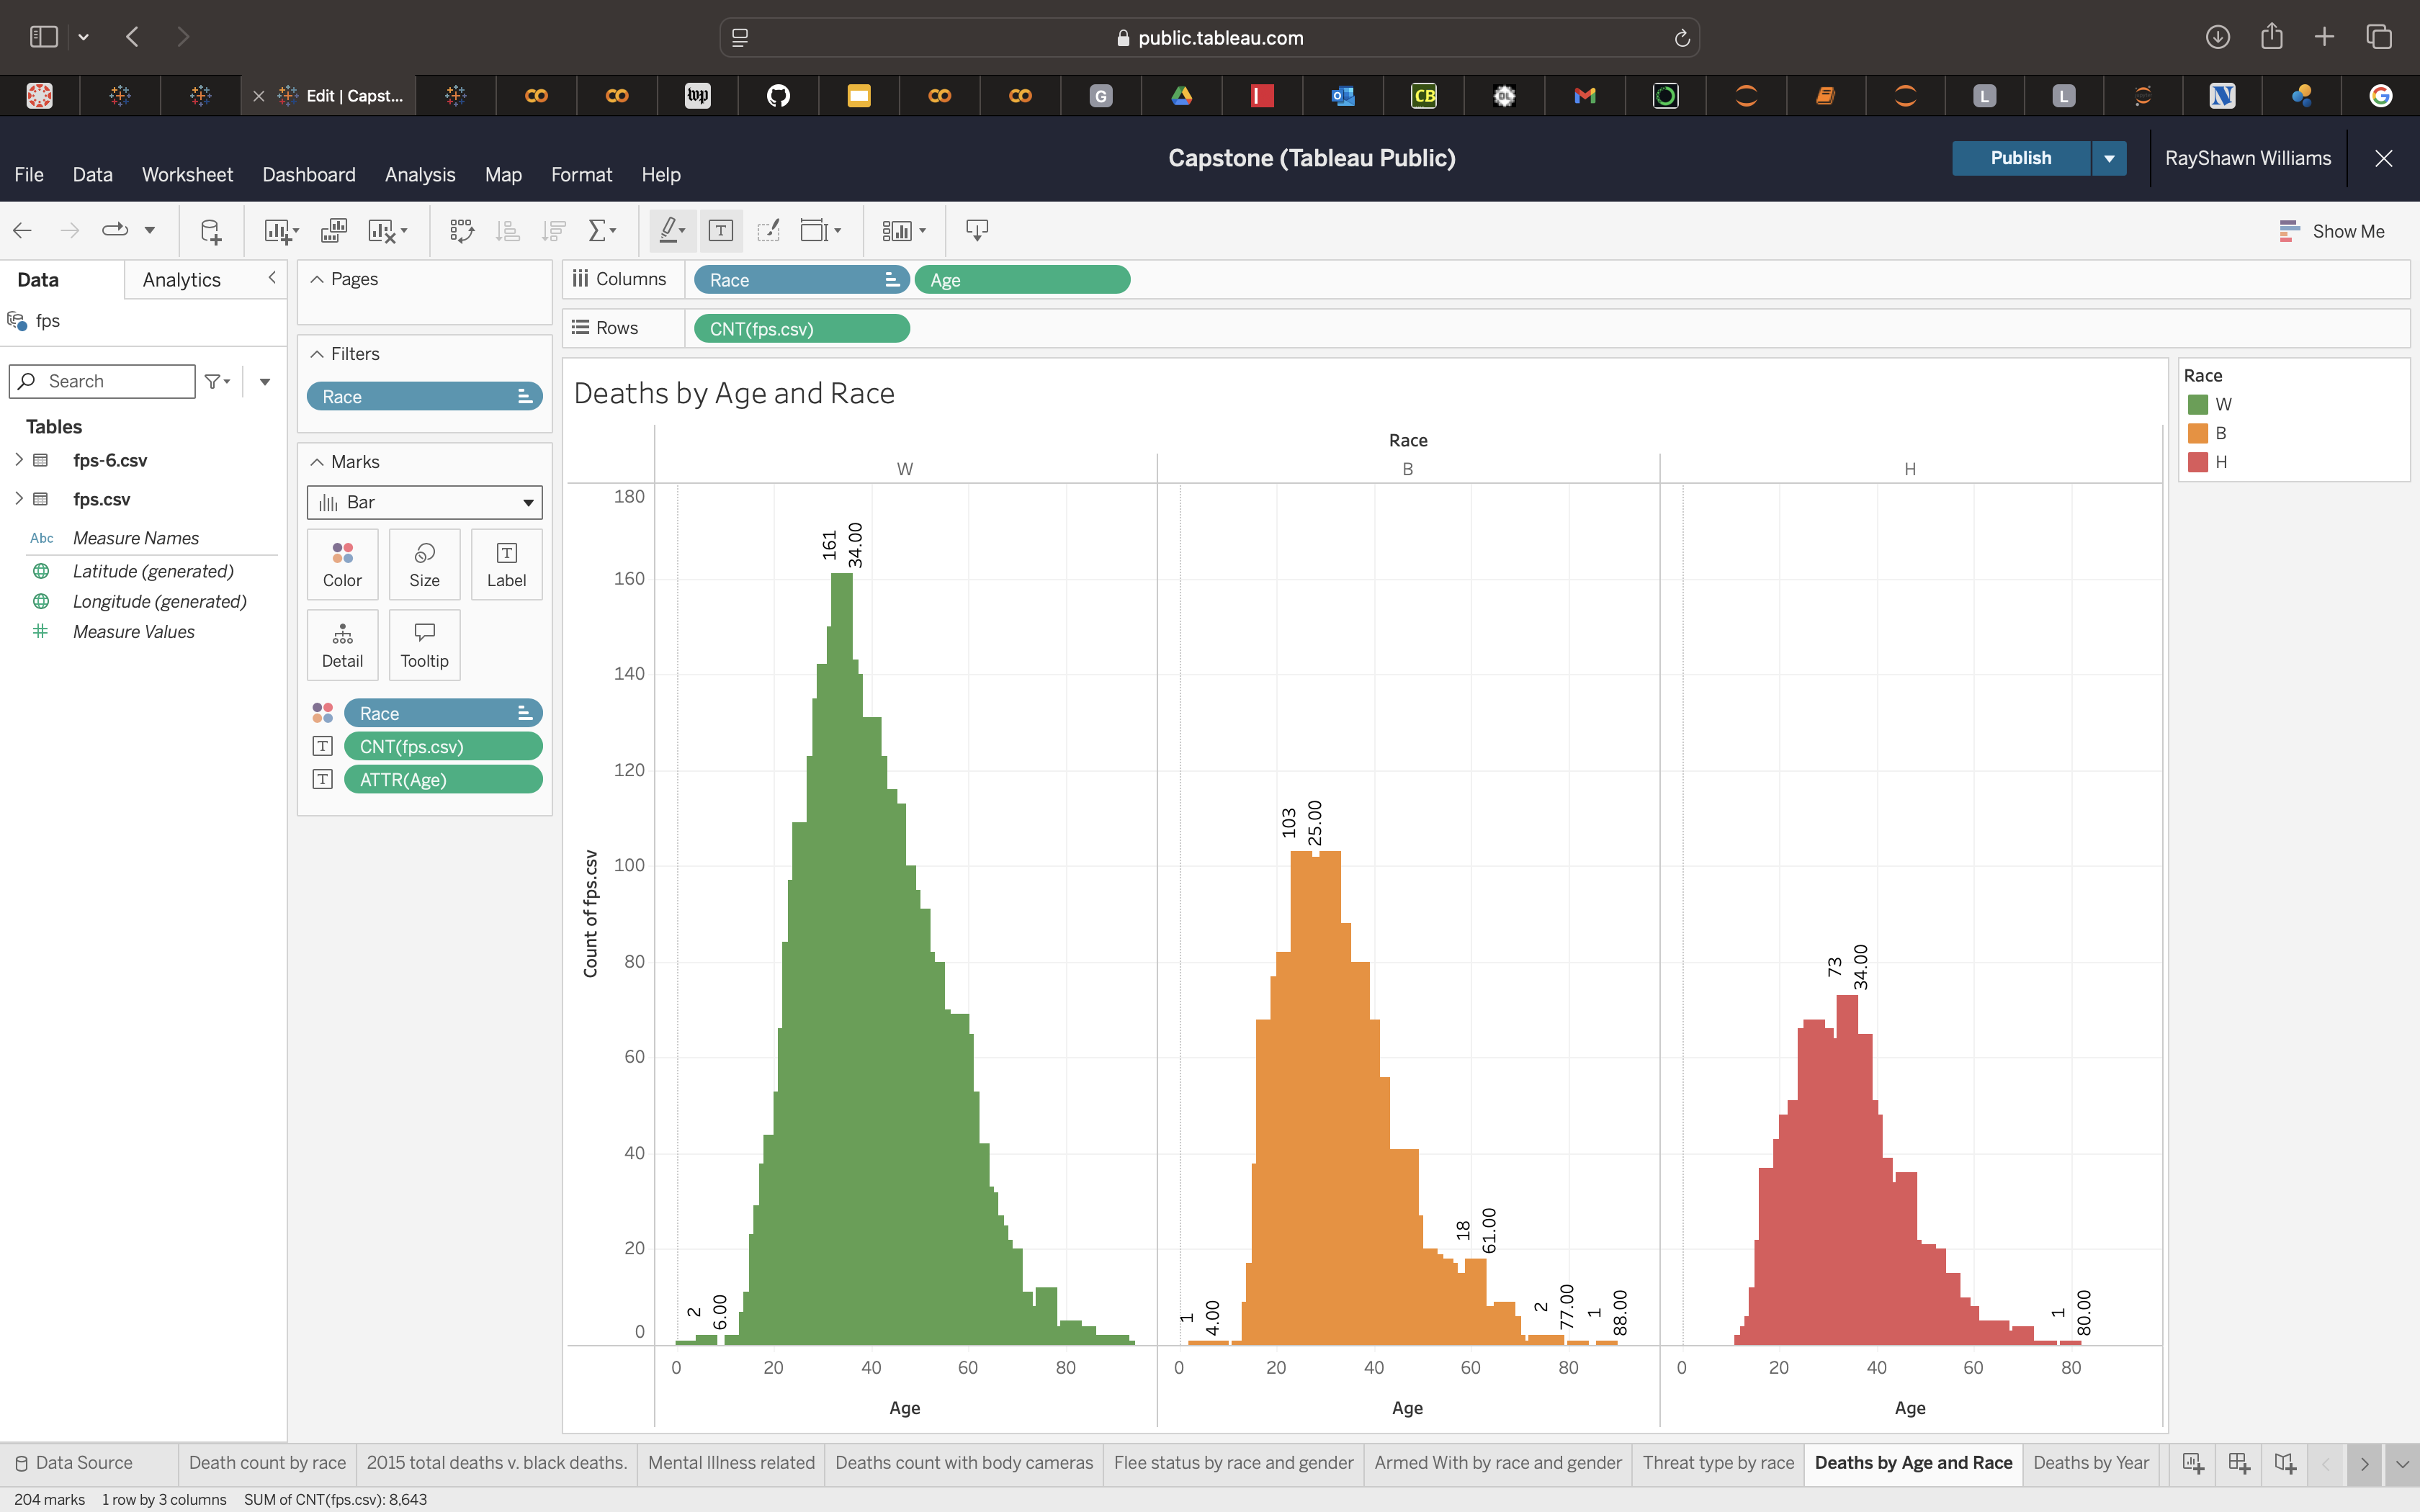 public.tableau.com
Edit | Capst...
wp
G
CB
OL
L
L
N
G
Capstone (Tableau Public)
Publish
RayShawn Williams
File Data Worksheet Dashboard Analysis Map Format Help
Show Me
Data
Analytics
fps
Search
Tables
fps-6.csv
fps.csv
Abc Measure Names
Latitude (generated)
Longitude (generated)
Measure Values
Pages
Filters
Race
Marks
Bar
Color Size Label
Detail Tooltip
Race
CNT(fps.csv)
ATTR(Age)
Columns Race Age
Rows CNT(fps.csv)
Deaths by Age and Race
Race
W B H
180
160
140
120
100
80
60
40
20
0
Count of fps.csv
161
34.00
2
6.00
103
25.00
1
4.00
18
61.00
2
77.00
1
88.00
73
34.00
1
80.00
0 20 40 60 80 0 20 40 60 80 0 20 40 60 80
Age Age Age
Race
W
B
H
Data Source Death count by race 2015 total deaths v. black deaths. Mental Illness related Deaths count with body cameras Flee status by race and gender Armed With by race and gender Threat type by race Deaths by Age and Race Deaths by Year
204 marks 1 row by 3 columns SUM of CNT(fps.csv): 8,643